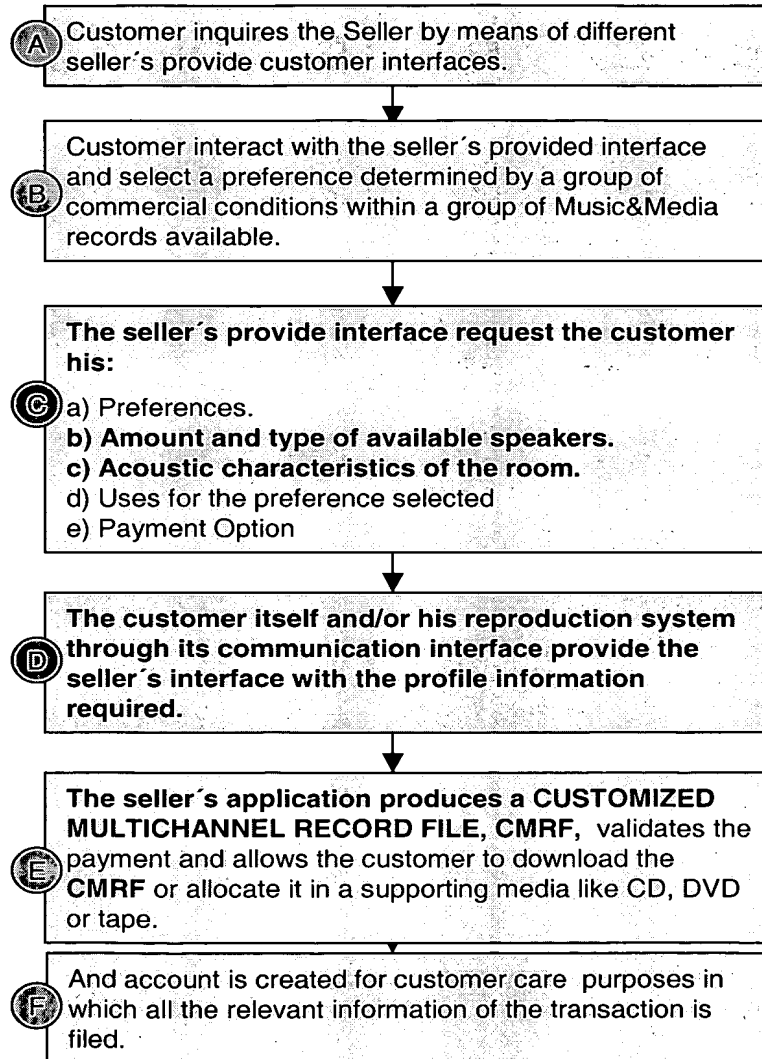 A
Customer inquires the Seller by means of different
seller´s provide customer interfaces.
B
Customer interact with the seller´s provided interface
and select a preference determined by a group of
commercial conditions within a group of Music&Media
records available.
C
The seller´s provide interface request the customer
his:
a) Preferences.
b) Amount and type of available speakers.
c) Acoustic characteristics of the room.
d) Uses for the preference selected
e) Payment Option
D
The customer itself and/or his reproduction system
through its communication interface provide the
seller´s interface with the profile information
required.
E
The seller´s application produces a CUSTOMIZED
MULTICHANNEL RECORD FILE, CMRF, validates the
payment and allows the customer to download the
CMRF or allocate it in a supporting media like CD, DVD
or tape.
F
And account is created for customer care purposes in
which all the relevant information of the transaction is
filed.